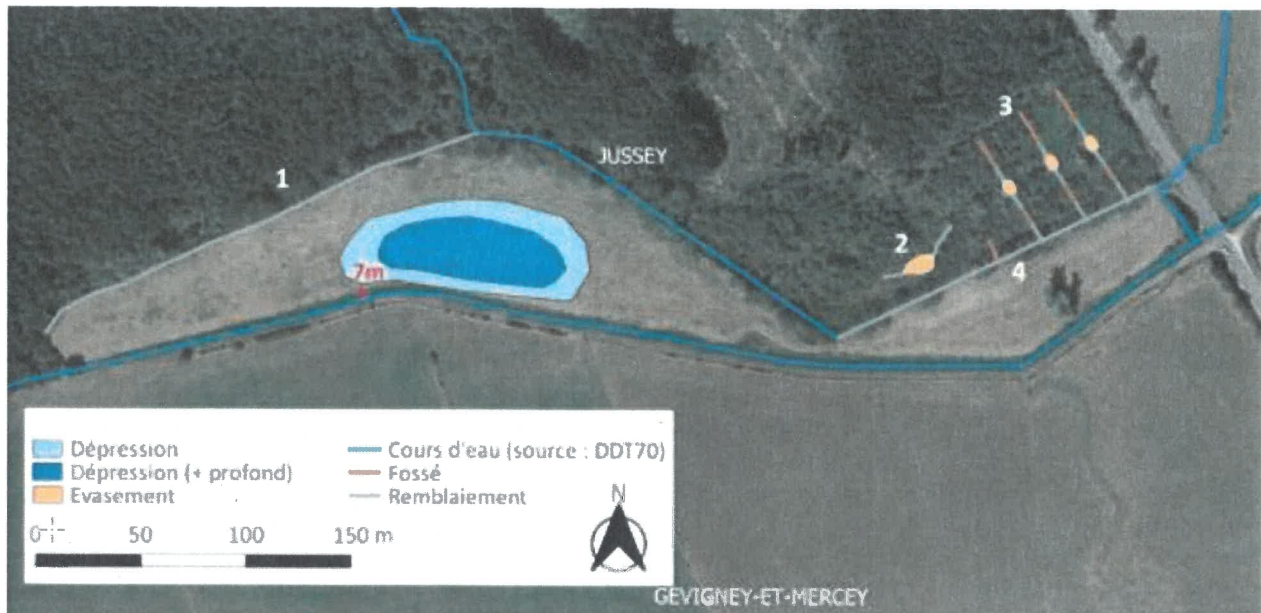 3
JUSSEY
1
2
4
7m
Dépression
Dépression (+ profond)
Evasement
Cours d'eau (source : DDT70)
Fossé
Remblaiement
N
0 50 100 150 m
GEVIGNEY-ET-MERCEY